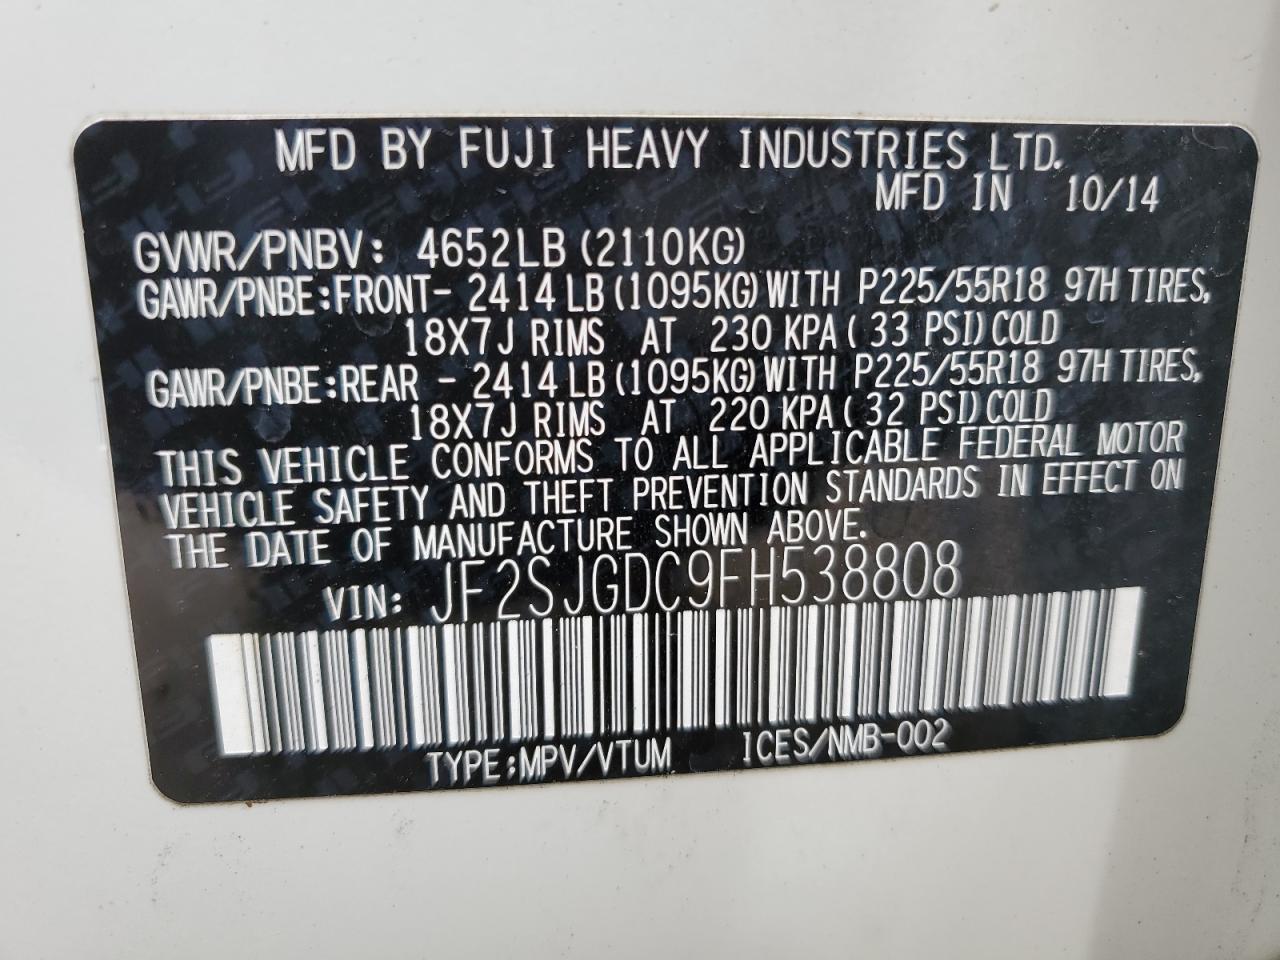 MFD BY FUJI HEAVY INDUSTRIES LTD.
MFD IN 10/14
GVWR/PNBV: 4652LB (2110KG)
GAWR/PNBE:FRONT- 2414 LB (1095KG) WITH P225/55R18 97H TIRES,
18X7J RIMS AT 230 KPA ( 33 PSI) COLD
GAWR/PNBE:REAR - 2414 LB (1095KG) WITH P225/55R18 97H TIRES,
18X7J RIMS AT 220 KPA ( 32 PSI) COLD
THIS VEHICLE CONFORMS TO ALL APPLICABLE FEDERAL MOTOR
VEHICLE SAFETY AND THEFT PREVENTION STANDARDS IN EFFECT ON
THE DATE OF MANUFACTURE SHOWN ABOVE.
VIN: JF2SJGDC9FH538808
TYPE:MPV/VTUM ICES/NMB-002